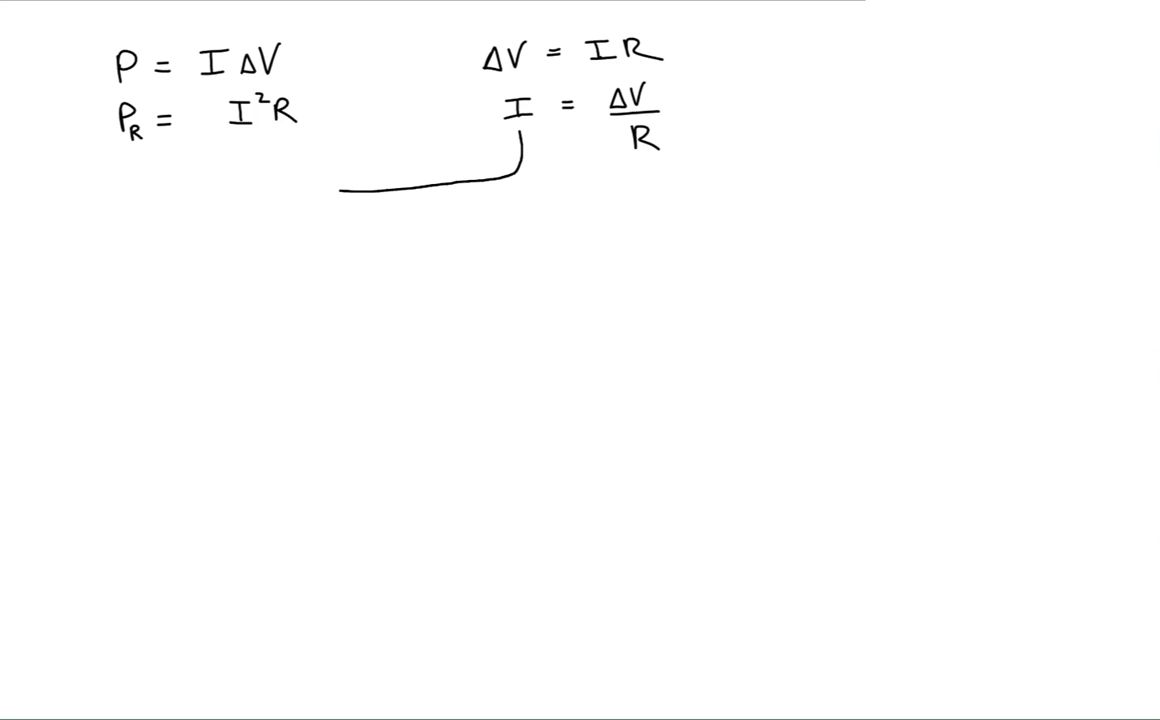 P = I ΔV
P_R = I²R
ΔV = IR
I = ΔV/R